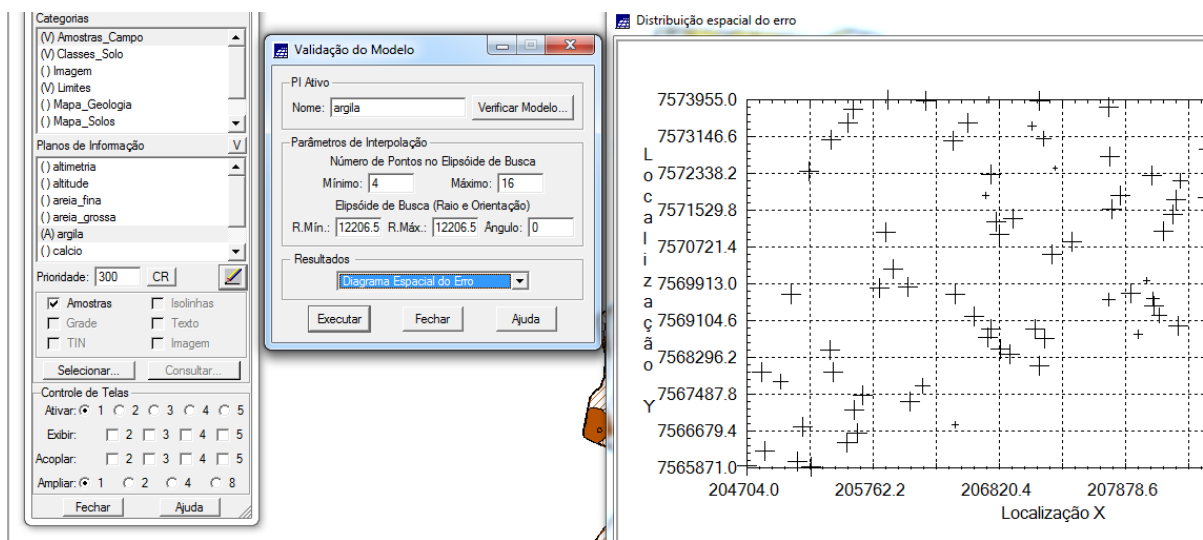 Categorias
(V) Amostras_Campo
(V) Classes_Solo
( ) Imagem
(V) Limites
( ) Mapa_Geologia
( ) Mapa_Solos
Planos de Informação V
( ) altimetria
( ) altitude
( ) areia_fina
( ) areia_grossa
(A) argila
( ) calcio
Prioridade: 300 CR
Amostras Isolinhas
Grade Texto
TIN Imagem
Selecionar... Consultar...
Controle de Telas
Ativar: 1 2 3 4 5
Exibir: 2 3 4 5
Acoplar: 2 3 4 5
Ampliar: 1 2 4 8
Fechar Ajuda
Validação do Modelo
PI Ativo
Nome: argila Verificar Modelo...
Parâmetros de Interpolação
Número de Pontos no Elipsóide de Busca
Mínimo: 4 Máximo: 16
Elipsóide de Busca (Raio e Orientação)
R.Mín.: 12206.5 R.Máx.: 12206.5 Ângulo: 0
Resultados
Diagrama Espacial do Erro
Executar Fechar Ajuda
Distribuição espacial do erro
Localização Y
7573955.0
7573146.6
7572338.2
7571529.8
7570721.4
7569913.0
7569104.6
7568296.2
7567487.8
7566679.4
7565871.0
204704.0 205762.2 206820.4 207878.6
Localização X